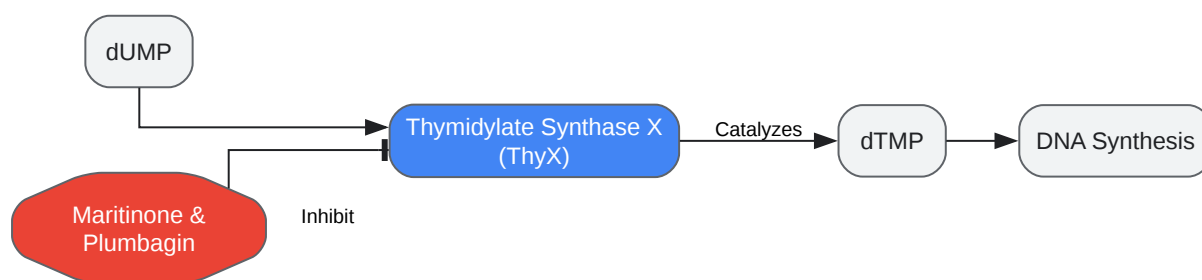 dUMP
Thymidylate Synthase X
(ThyX)
Catalyzes
dTMP
DNA Synthesis
Maritinone &
Plumbagin
Inhibit